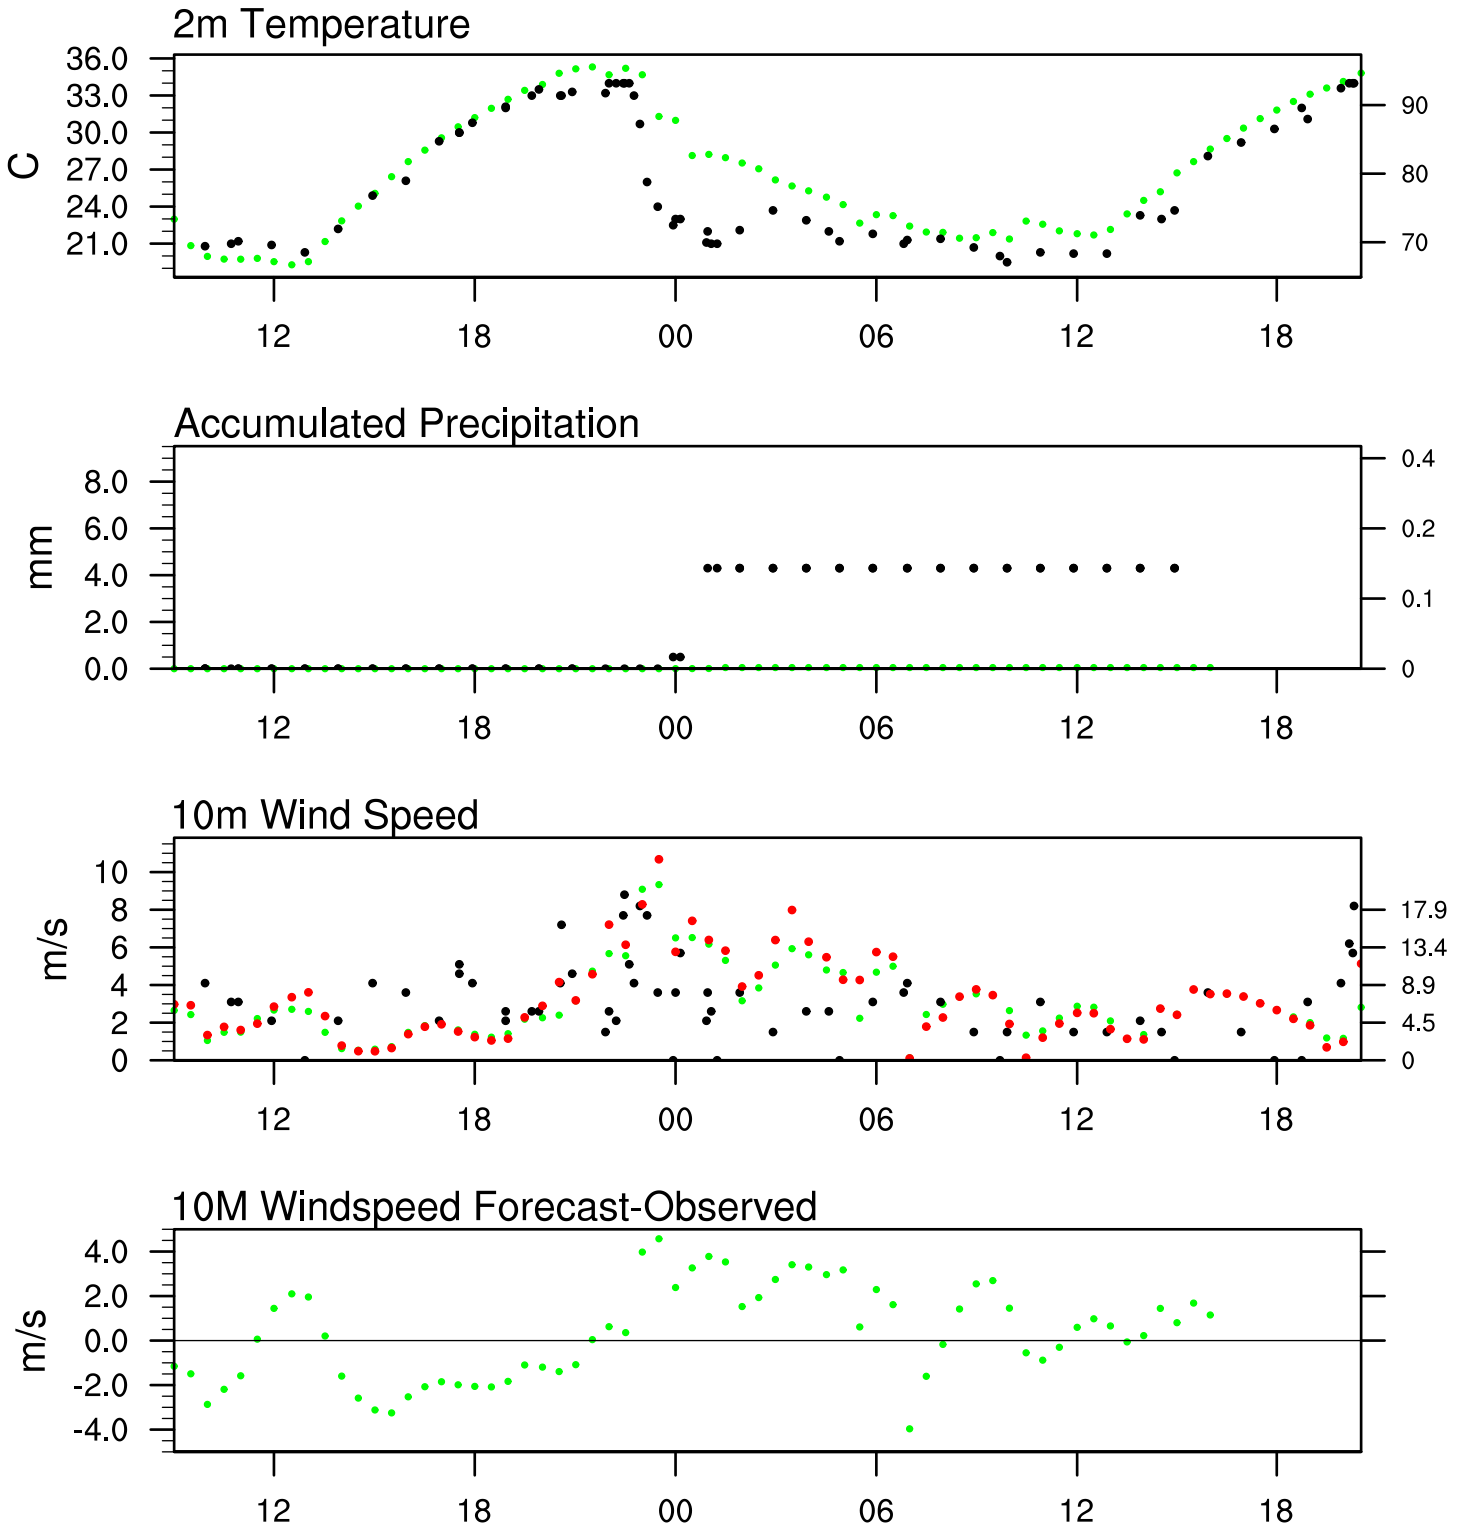 2m Temperature
36.0
33.0
30.0
27.0
24.0
21.0
C
90
80
70
12 18 00 06 12 18
Accumulated Precipitation
8.0
6.0
4.0
2.0
0.0
mm
0.4
0.2
0.1
0
12 18 00 06 12 18
10m Wind Speed
10
8
6
4
2
0
m/s
17.9
13.4
8.9
4.5
0
12 18 00 06 12 18
10M Windspeed Forecast-Observed
4.0
2.0
0.0
-2.0
-4.0
m/s
12 18 00 06 12 18